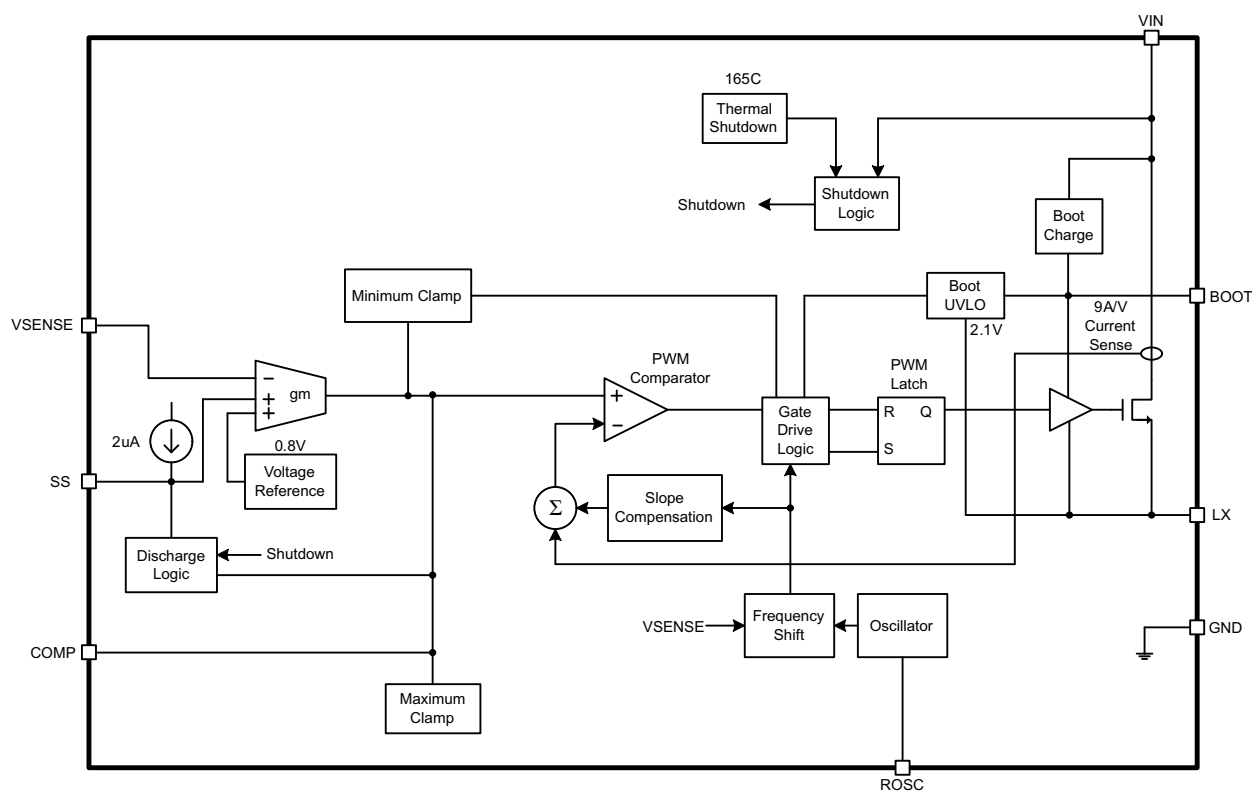 VIN
165C
Thermal
Shutdown
Shutdown
Shutdown
Logic
Boot
Charge
Minimum Clamp
Boot
UVLO
BOOT
2.1V
9A/V
Current
Sense
VSENSE
gm
−
+
+
PWM
Comparator
+
−
PWM
Latch
Gate
Drive
Logic
R
Q
S
2uA
0.8V
Voltage
Reference
SS
Σ
Slope
Compensation
LX
Discharge
Logic
Shutdown
VSENSE
Frequency
Shift
Oscillator
GND
COMP
Maximum
Clamp
ROSC